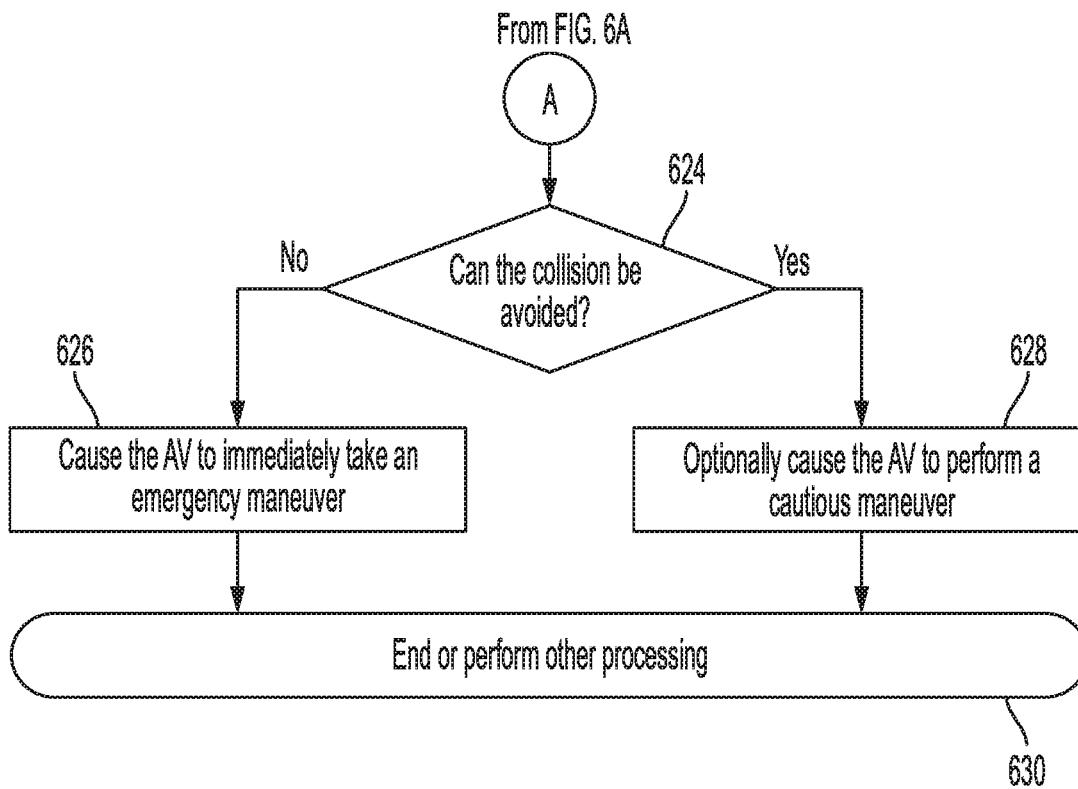 From FIG. 6A
A
624
No
Yes
Can the collision be
avoided?
626
628
Cause the AV to immediately take an
emergency maneuver
Optionally cause the AV to perform a
cautious maneuver
End or perform other processing
630